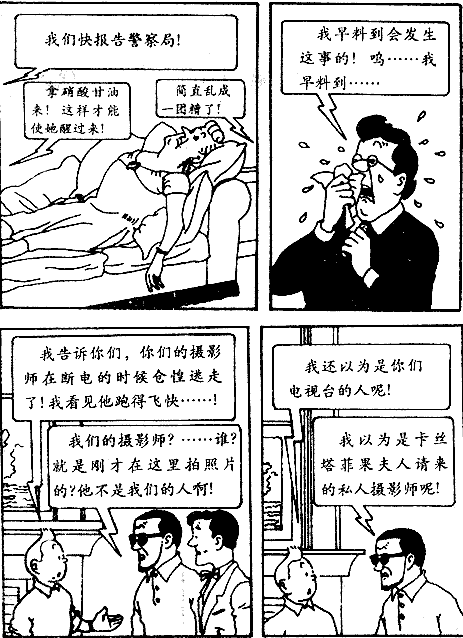 我们快报告警察局!
拿硝酸甘油
来! 这样才能
使她醒过来!
简直乱成
一团糟了!
我早料到会发生
这事的! 呜……我
早料到……
我告诉你们，你们的摄影
师在断电的时候仓惶逃走
了!我看见他跑得飞快……!
我们的摄影师? ……谁?
就是刚才在这里拍照片
的?他不是我们的人啊!
我还以为是你们
电视台的人呢!
我以为是卡丝
塔菲果夫人请来
的私人摄影师呢!